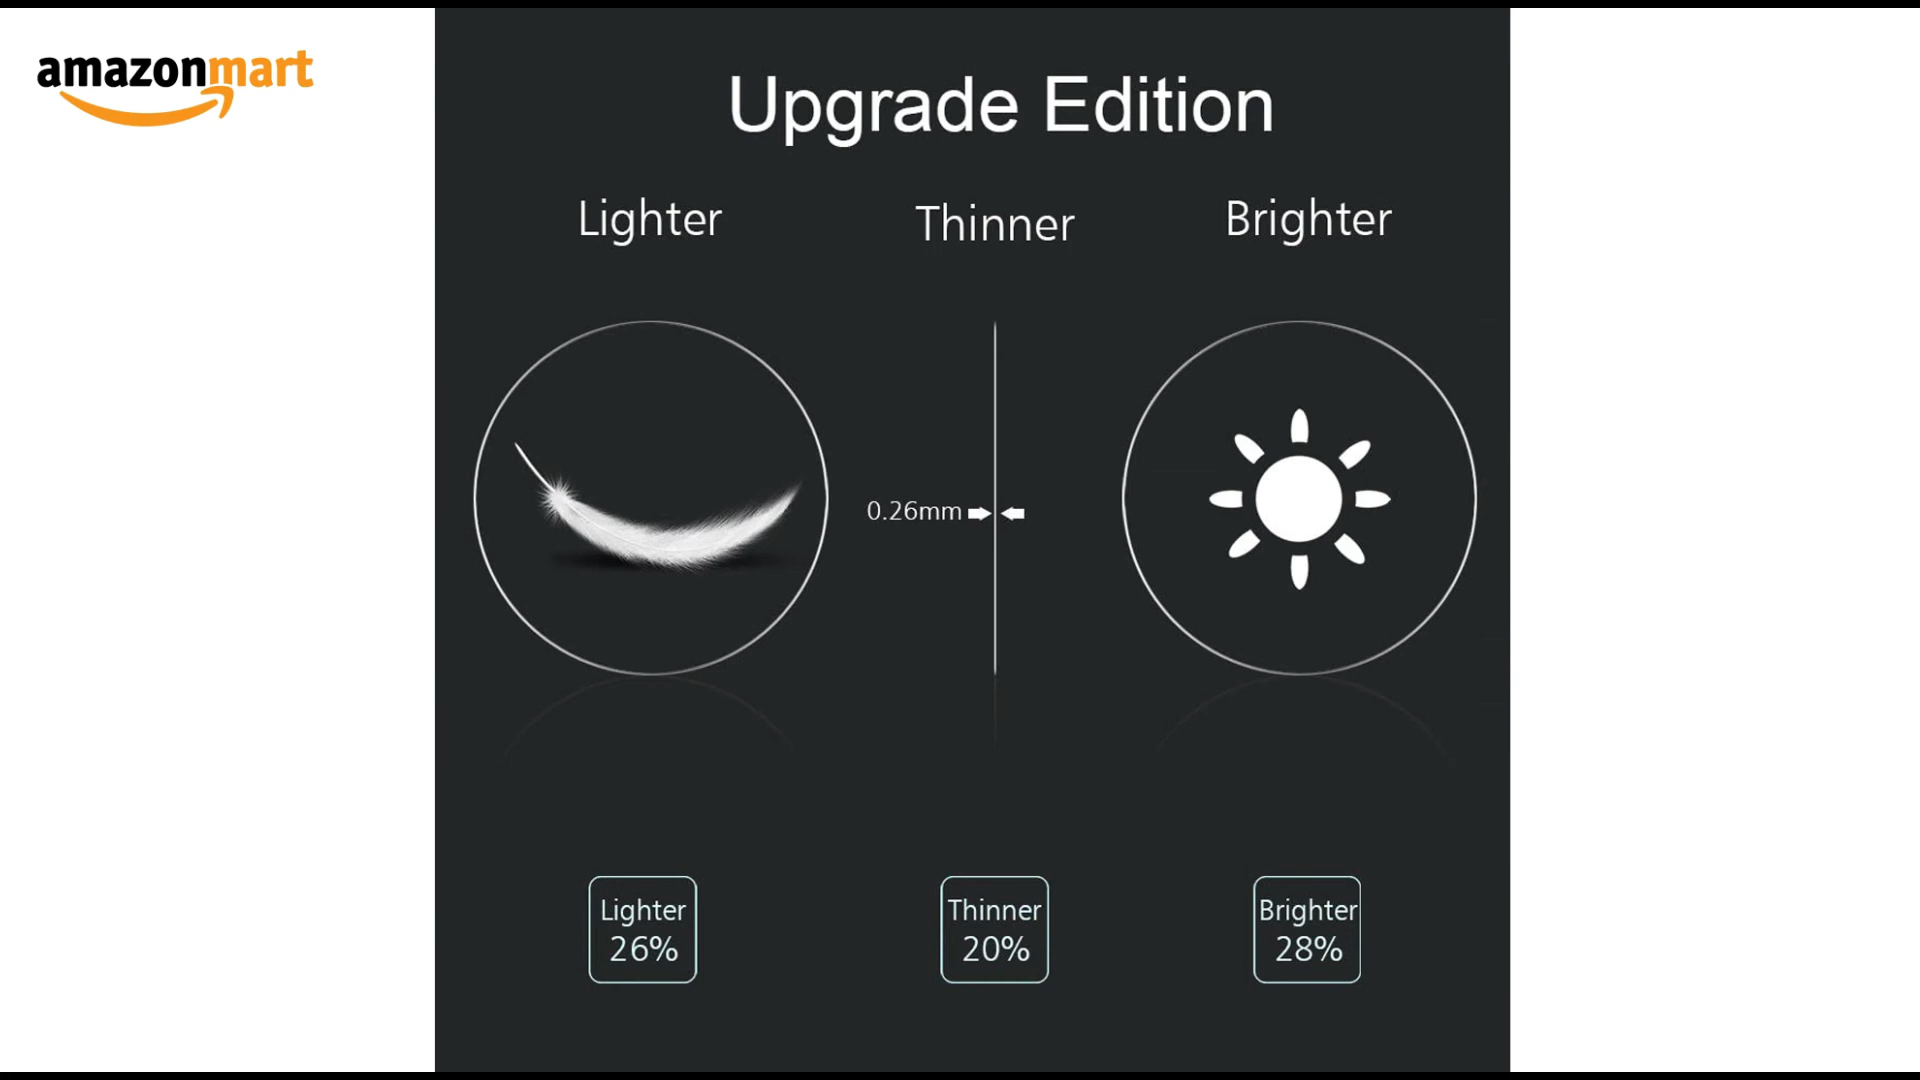 amazonmart
Upgrade Edition
Lighter
Thinner
Brighter
0.26mm
Lighter
26%
Thinner
20%
Brighter
28%